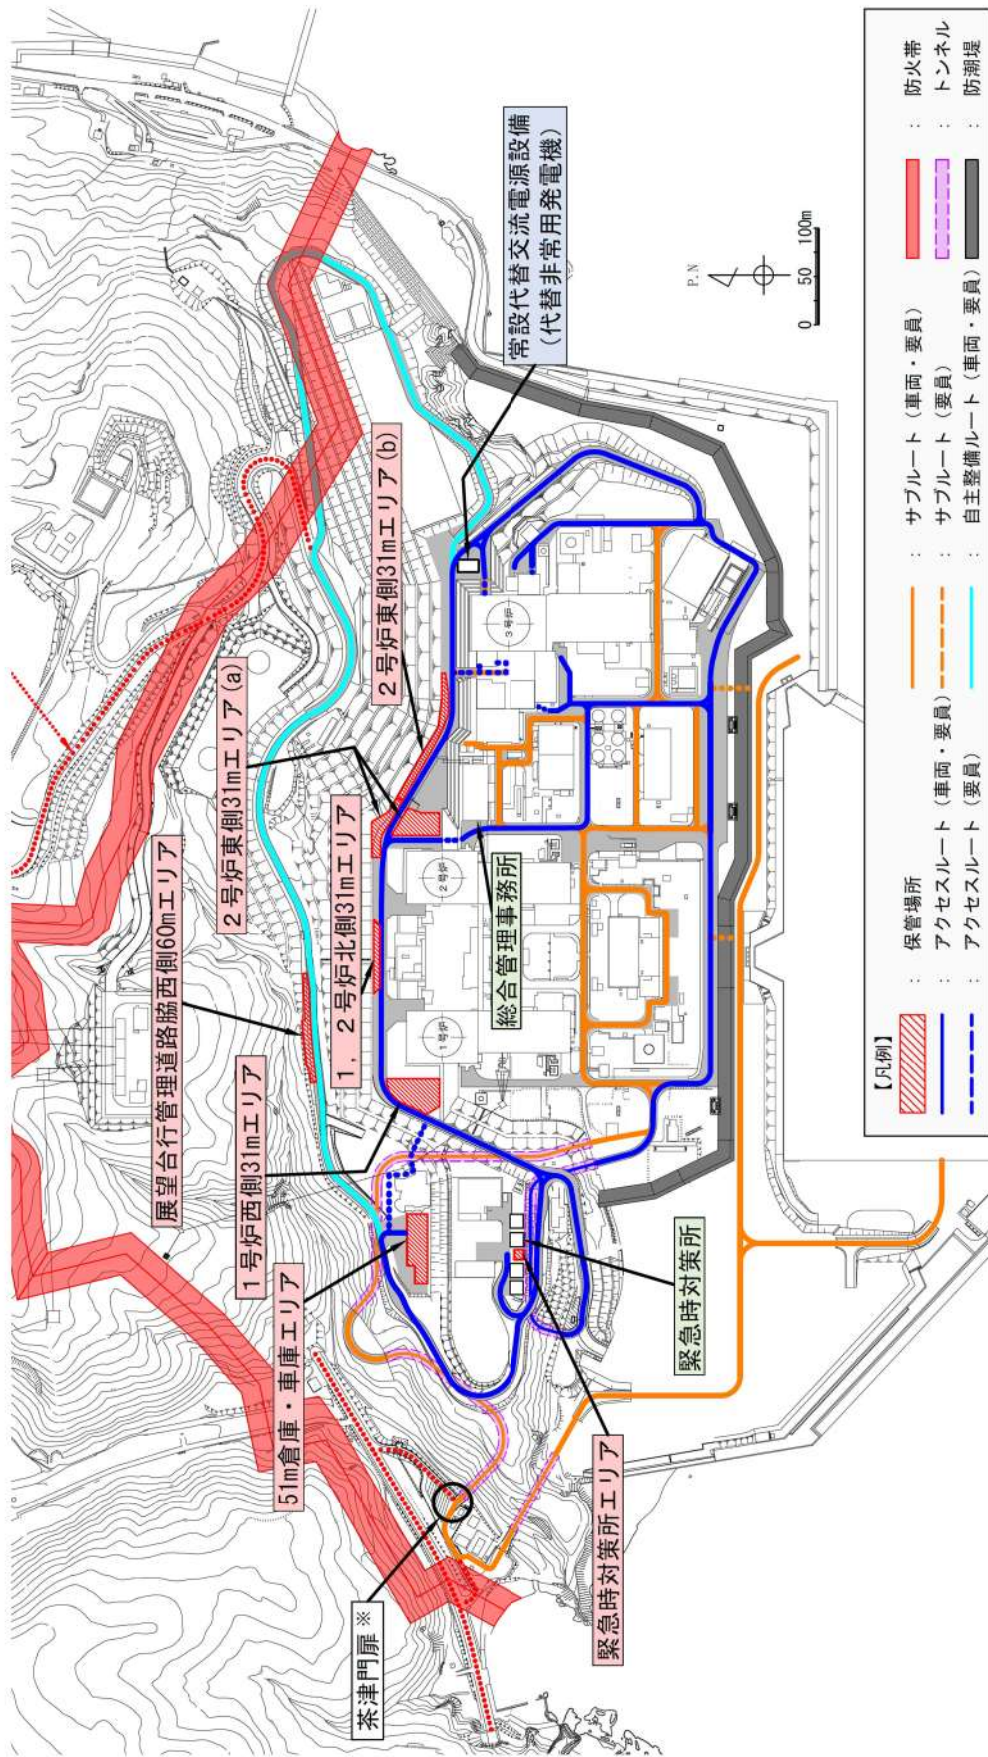 茶津門扉※
51m倉庫・車庫エリア
1号炉西側31mエリア
展望台行管理道路脇西側60mエリア
1，2号炉北側31mエリア
2号炉東側31mエリア(a)
2号炉東側31mエリア(b)
常設代替交流電源設備
(代替非常用発電機)
緊急時対策所エリア
緊急時対策所
総合管理事務所
1号炉
2号炉
3号炉
P.N
0 50 100m
【凡例】
： 保管場所
： アクセスルート（車両・要員）
： アクセスルート（要員）
： サブルート（車両・要員）
： サブルート（要員）
： 自主整備ルート（車両・要員）
： 防火帯
： トンネル
： 防潮堤